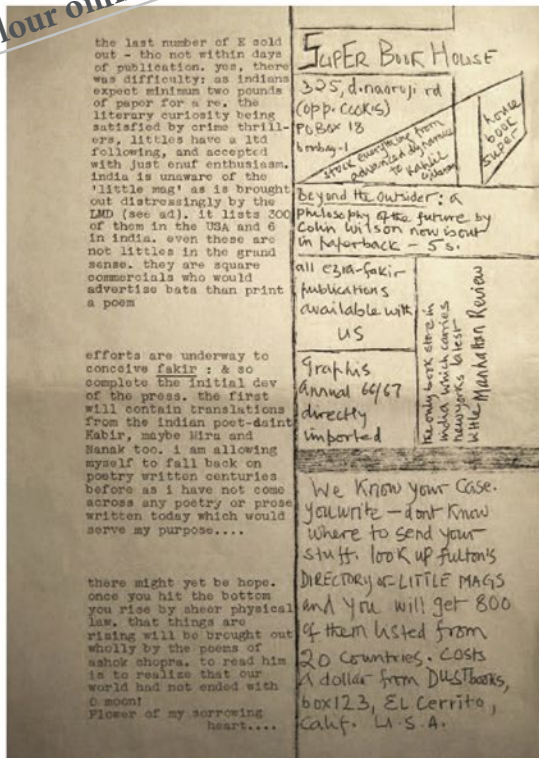 lour onl
the last number of E sold
out - tho not within days
of publication. yes, there
was difficulty: as indians
expect minimum two pounds
of paper for a re. the
literary curiosity being
satisfied by crime thrill-
ers, littles have a ltd
following, and accepted
with just enuf enthusiasm.
india is unaware of the
'little mag' as is brought
out distressingly by the
LMD (see ad). it lists 300
of them in the USA and 6
in india. even these are
not littles in the grand
sense. they are square
commercials who would
advertise bata than print
a poem
efforts are underway to
conceive fakir : & so
complete the initial dev
of the press. the first
will contain translations
from the indian poet-daint
Kabir, maybe Mira and
Nanak too. i am allowing
myself to fall back on
poetry written centuries
before as i have not come
across any poetry or prose
written today which would
serve my purpose....
there might yet be hope.
once you hit the bottom
you rise by sheer physical
law. that things are
rising will be brought out
wholly by the poems of
ashok chopra. to read him
is to realize that our
world had not ended with
O moon!
Flower of my sorrowing
heart....
SUPER BOOK HOUSE
325, d.naoroji rd
(opp. COOKIS)
PO Box 18
bombay-1
stock everything from
advanced dynamics
to Kahlil
house
book
super
Beyond the Outsider: a
philosophy of the future by
Colin Wilson now is out
in paperback - 5s.
all ezra-fakir
publications
available with
US
the only book store in
india which carries
newyorks latest
little Manhattan Review
Graphis
annual 66/67
directly
imported
We Know your Case.
you write - dont know
where to send your
stuff. look up fulton's
DIRECTORY OF LITTLE MAGS
and you will get 800
of them listed from
20 countries. costs
A dollar from DUSTbooks,
box 123, EL Cerrito,
Calif. U.S.A.